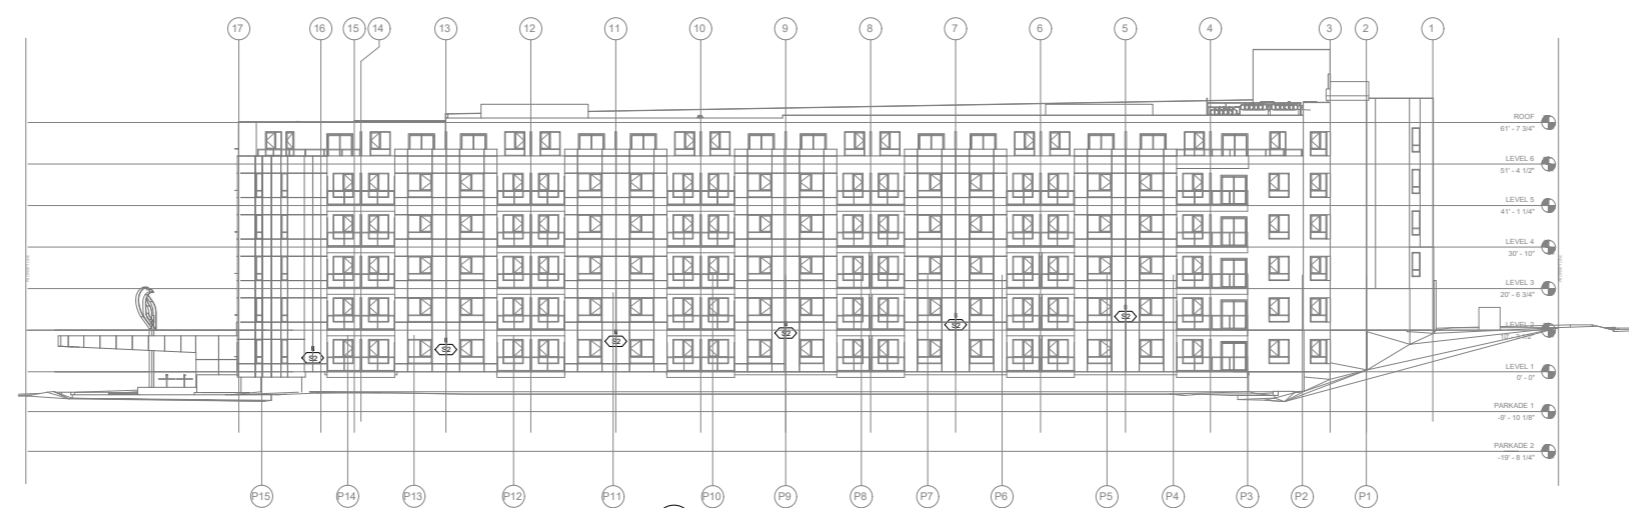 17 16 15 14 13 12 11 10 9 8 7 6 5 4 3 2 1
ROOF
61' - 7 3/4"
LEVEL 6
51' - 4 1/2"
LEVEL 5
41' - 1 1/4"
LEVEL 4
30' - 10"
LEVEL 3
20' - 6 3/4"
S2
S2
S2
S2
LEVEL 2
S2
S2
LEVEL 1
0' - 0"
PARKADE 1
-9' - 10 1/8"
PARKADE 2
-19' - 8 1/4"
P15 P14 P13 P12 P11 P10 P9 P8 P7 P6 P5 P4 P3 P2 P1